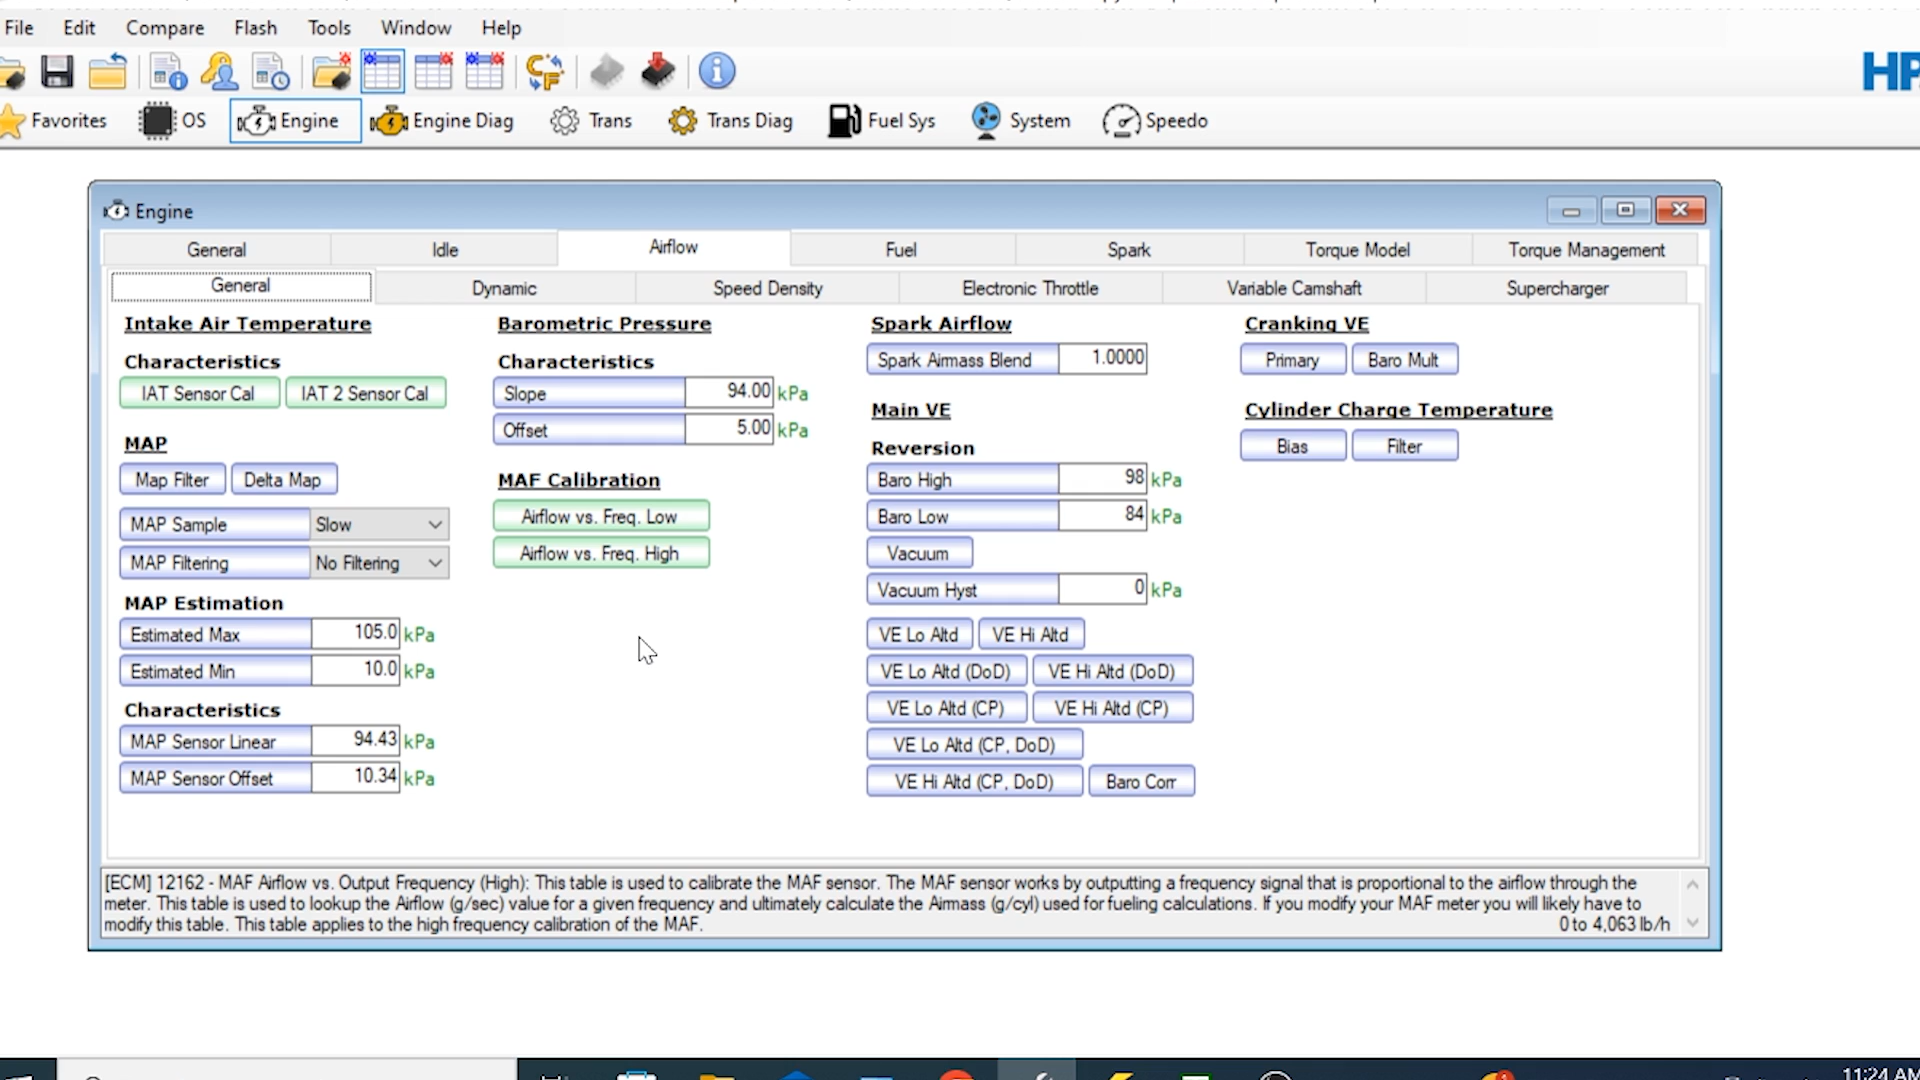 File Edit Compare Flash Tools Window Help
HP
Favorites OS Engine Engine Diag Trans Trans Diag Fuel Sys System Speedo
Engine
General Idle Airflow Fuel Spark Torque Model Torque Management
General Dynamic Speed Density Electronic Throttle Variable Camshaft Supercharger
Intake Air Temperature
Characteristics
IAT Sensor Cal IAT 2 Sensor Cal
MAP
Map Filter Delta Map
MAP Sample Slow
MAP Filtering No Filtering
MAP Estimation
Estimated Max 105.0 kPa
Estimated Min 10.0 kPa
Characteristics
MAP Sensor Linear 94.43 kPa
MAP Sensor Offset 10.34 kPa
Barometric Pressure
Characteristics
Slope 94.00 kPa
Offset 5.00 kPa
MAF Calibration
Airflow vs. Freq. Low
Airflow vs. Freq. High
Spark Airflow
Spark Airmass Blend 1.0000
Main VE
Reversion
Baro High 98 kPa
Baro Low 84 kPa
Vacuum
Vacuum Hyst 0 kPa
VE Lo Altd VE Hi Altd
VE Lo Altd (DoD) VE Hi Altd (DoD)
VE Lo Altd (CP) VE Hi Altd (CP)
VE Lo Altd (CP, DoD)
VE Hi Altd (CP, DoD) Baro Corr
Cranking VE
Primary Baro Mult
Cylinder Charge Temperature
Bias Filter
[ECM] 12162 - MAF Airflow vs. Output Frequency (High): This table is used to calibrate the MAF sensor. The MAF sensor works by outputting a frequency signal that is proportional to the airflow through the
meter. This table is used to lookup the Airflow (g/sec) value for a given frequency and ultimately calculate the Airmass (g/cyl) used for fueling calculations. If you modify your MAF meter you will likely have to
modify this table. This table applies to the high frequency calibration of the MAF. 0 to 4,063 lb/h
11:24 AM